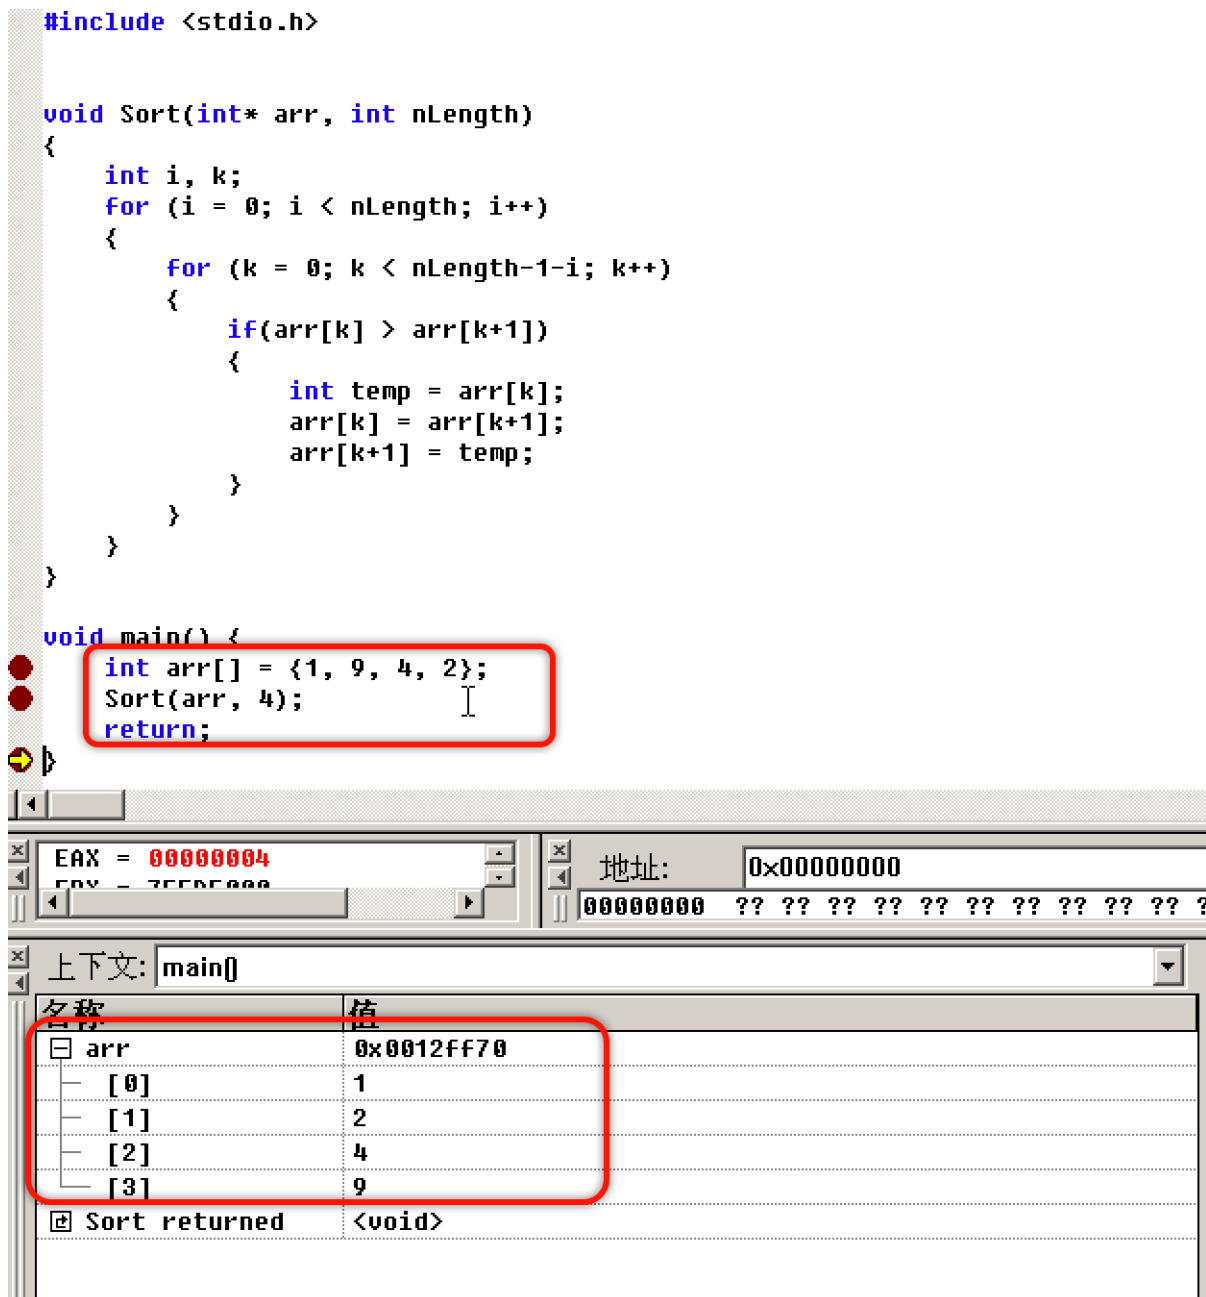 #include <stdio.h>
void Sort(int* arr, int nLength)
{
    int i, k;
    for (i = 0; i < nLength; i++)
    {
        for (k = 0; k < nLength-1-i; k++)
        {
            if(arr[k] > arr[k+1])
            {
                int temp = arr[k];
                arr[k] = arr[k+1];
                arr[k+1] = temp;
            }
        }
    }
}
void main() {
    int arr[] = {1, 9, 4, 2};
    Sort(arr, 4);
    return;
}
EAX = 00000004
地址: 0x00000000
00000000 ?? ?? ?? ?? ?? ?? ?? ?? ?? ?? ?
上下文: main()
名称 值
arr 0x0012ff70
[0] 1
[1] 2
[2] 4
[3] 9
Sort returned <void>